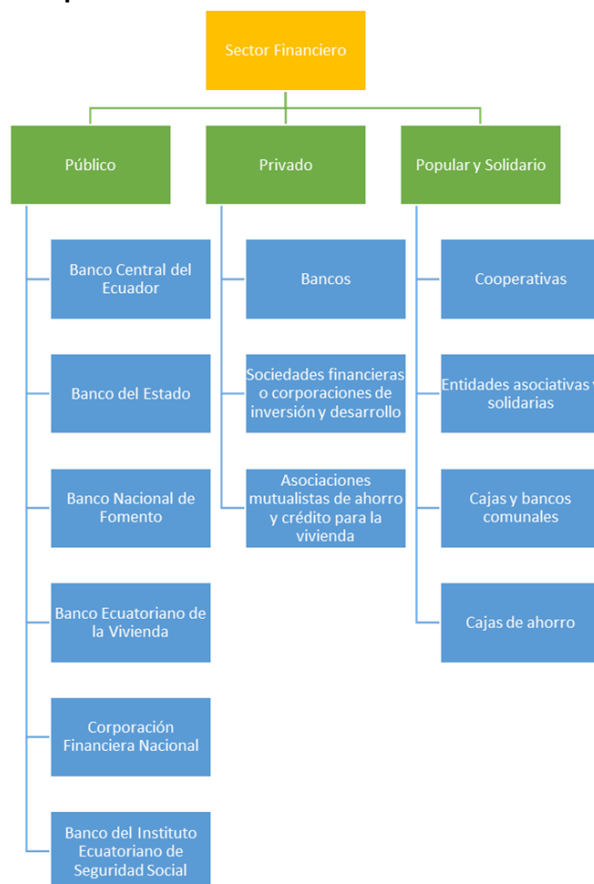 Sector Financiero
Público
Privado
Popular y Solidario
Banco Central del
Ecuador
Banco del Estado
Banco Nacional de
Fomento
Banco Ecuatoriano de
la Vivienda
Corporación
Financiera Nacional
Banco del Instituto
Ecuatoriano de
Seguridad Social
Bancos
Sociedades financieras
o corporaciones de
inversión y desarrollo
Asociaciones
mutualistas de ahorro
y crédito para la
vivienda
Cooperativas
Entidades asociativas y
solidarias
Cajas y bancos
comunales
Cajas de ahorro